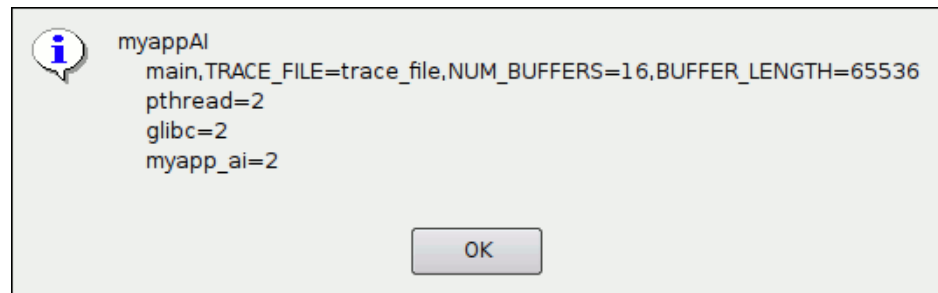 myappAI
main,TRACE_FILE=trace_file,NUM_BUFFERS=16,BUFFER_LENGTH=65536
pthread=2
glibc=2
myapp_ai=2
OK